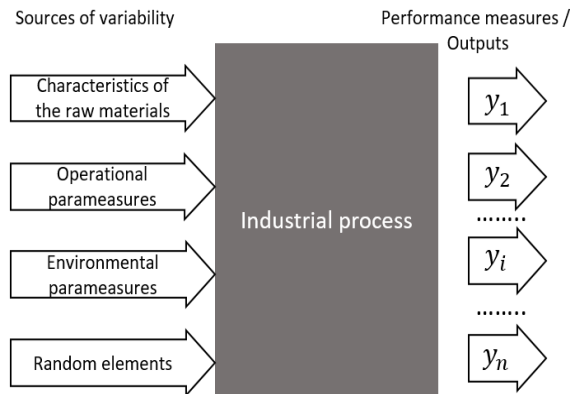 Sources of variability
Performance measures /
Outputs
Characteristics of
the raw materials
Operational
parameasures
Environmental
parameasures
Random elements
Industrial process
y₁
y₂
........
yᵢ
........
yₙ